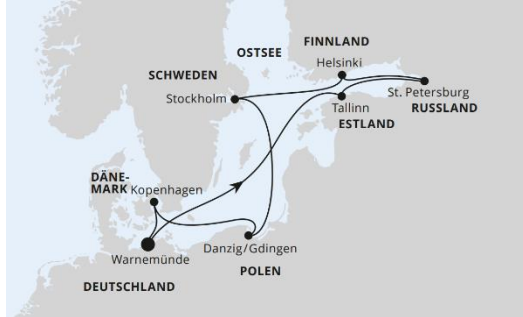 FINNLAND
OSTSEE
Helsinki
SCHWEDEN
St. Petersburg
Stockholm
Tallinn
RUSSLAND
ESTLAND
DÄNE-
MARK
Kopenhagen
Danzig/Gdingen
Warnemünde
POLEN
DEUTSCHLAND